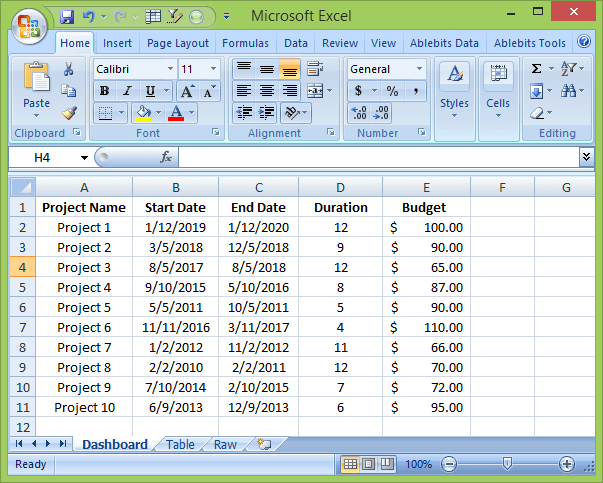 Microsoft Excel
Home Insert Page Layout Formulas Data Review View Ablebits Data Ablebits Tools
Calibri 11 General
Paste B I U A A $ % , Styles Cells Σ
A .00 .0
Clipboard Font Alignment Number Editing
H4 fx
A B C D E F G
1 Project Name Start Date End Date Duration Budget
2 Project 1 1/12/2019 1/12/2020 12 $ 100.00
3 Project 2 3/5/2018 12/5/2018 9 $ 90.00
4 Project 3 8/5/2017 8/5/2018 12 $ 65.00
5 Project 4 9/10/2015 5/10/2016 8 $ 87.00
6 Project 5 5/5/2011 10/5/2011 5 $ 90.00
7 Project 6 11/11/2016 3/11/2017 4 $ 110.00
8 Project 7 1/2/2012 11/2/2012 11 $ 66.00
9 Project 8 2/2/2010 2/2/2011 12 $ 70.00
10 Project 9 7/10/2014 2/10/2015 7 $ 72.00
11 Project 10 6/9/2013 12/9/2013 6 $ 95.00
12
Dashboard Table Raw
Ready 100%